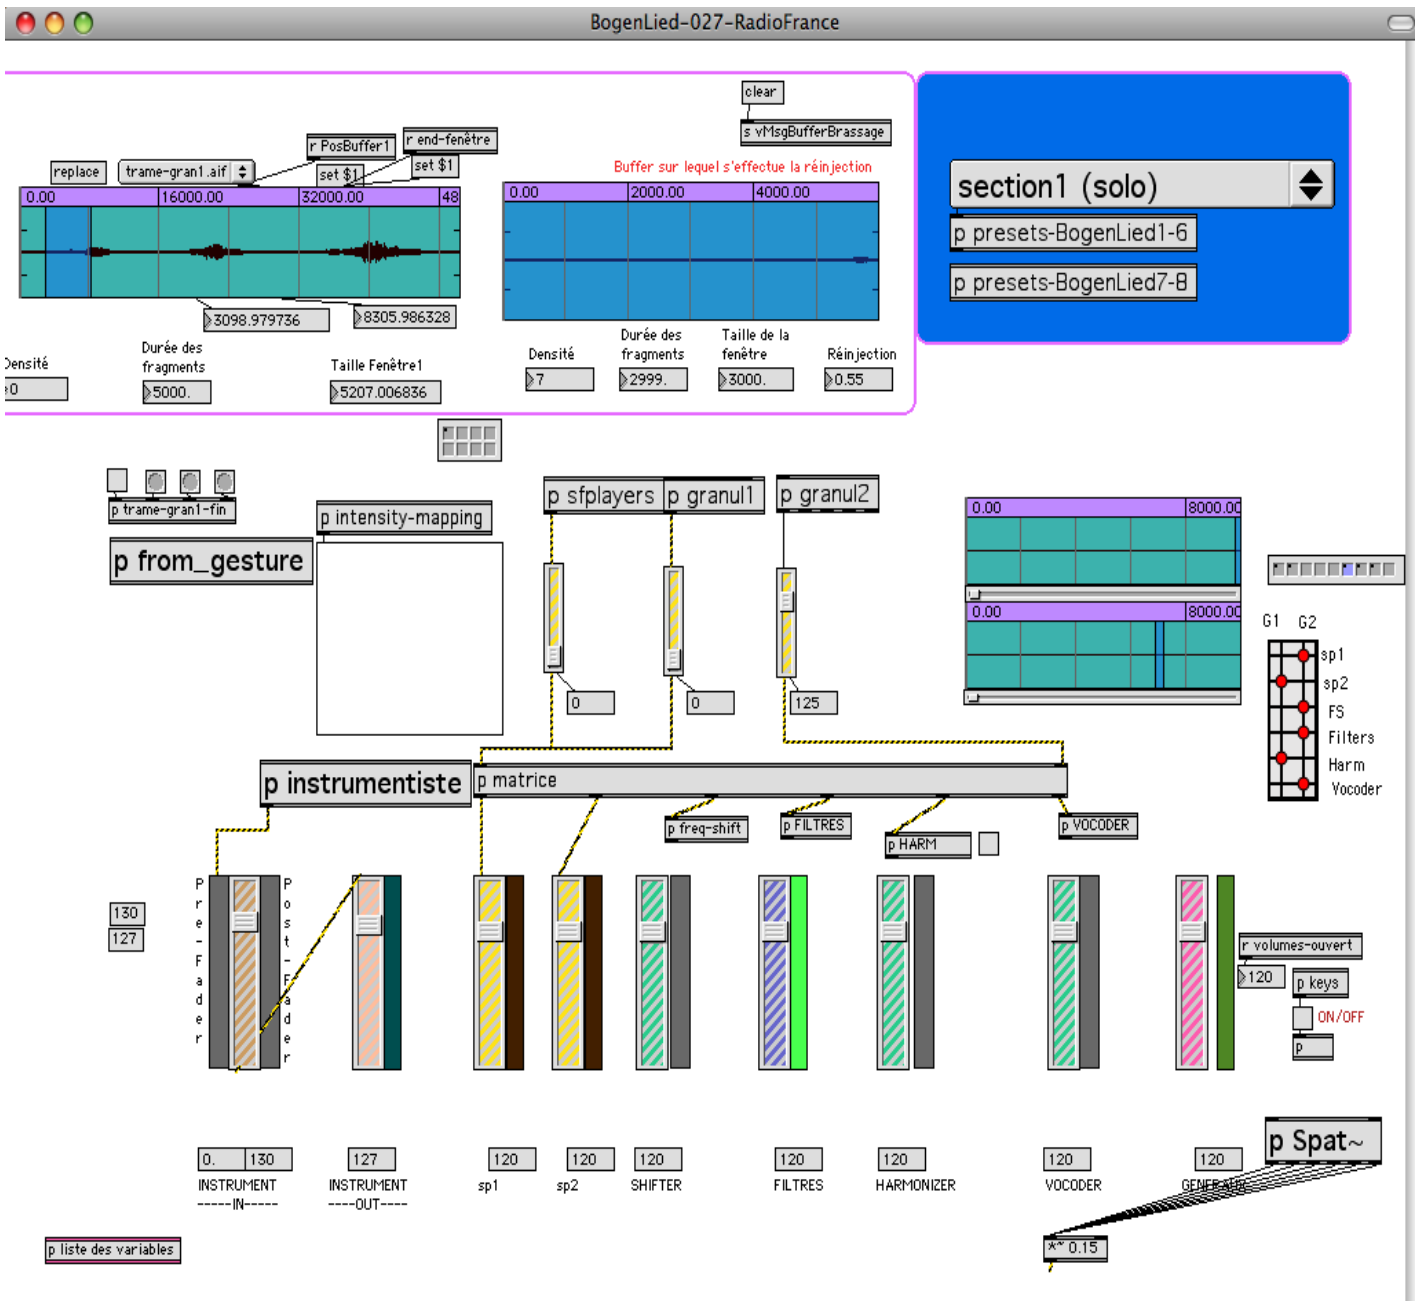 BogenLied-027-RadioFrance
clear
s vMsgBufferBrassage
r PosBuffer1
r end-fenêtre
replace
trame-gran1.aif
set $1
set $1
Buffer sur lequel s'effectue la réinjection
0.00 16000.00 32000.00 48
0.00 2000.00 4000.00
section1 (solo)
p presets-BogenLied1-6
p presets-BogenLied7-8
3098.979736
8305.986328
Densité
0
Durée des
fragments
5000.
Taille Fenêtre1
5207.006836
Densité
7
Durée des
fragments
2999.
Taille de la
fenêtre
3000.
Réinjection
0.55
p trame-gran1-fin
p from_gesture
p intensity-mapping
p sfplayers
p granul1
p granul2
0
0
125
0.00 8000.00
0.00 8000.00
G1 G2
sp1
sp2
FS
Filters
Harm
Vocoder
p instrumentiste
p matrice
p freq-shift
p FILTRES
p HARM
p VOCODER
130
127
Pre-Fader
Post-Fader
r volumes-ouvert
120
p keys
ON/OFF
p
p Spat~
0. 130
INSTRUMENT
-----IN-----
127
INSTRUMENT
----OUT----
120
sp1
120
sp2
120
SHIFTER
120
FILTRES
120
HARMONIZER
120
VOCODER
120
GENERAUX
*~ 0.15
p liste des variables